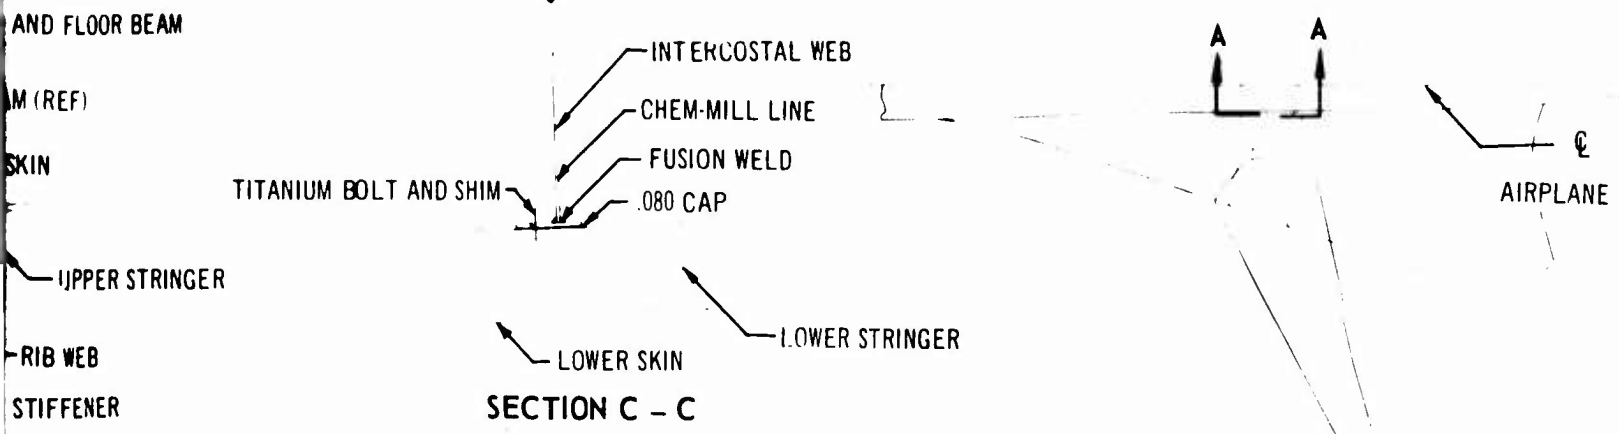 AND FLOOR BEAM
M (REF)
SKIN
UPPER STRINGER
RIB WEB
STIFFENER
INTERCOSTAL WEB
CHEM-MILL LINE
FUSION WELD
TITANIUM BOLT AND SHIM
.080 CAP
LOWER STRINGER
LOWER SKIN
SECTION C – C
A A
℄
AIRPLANE